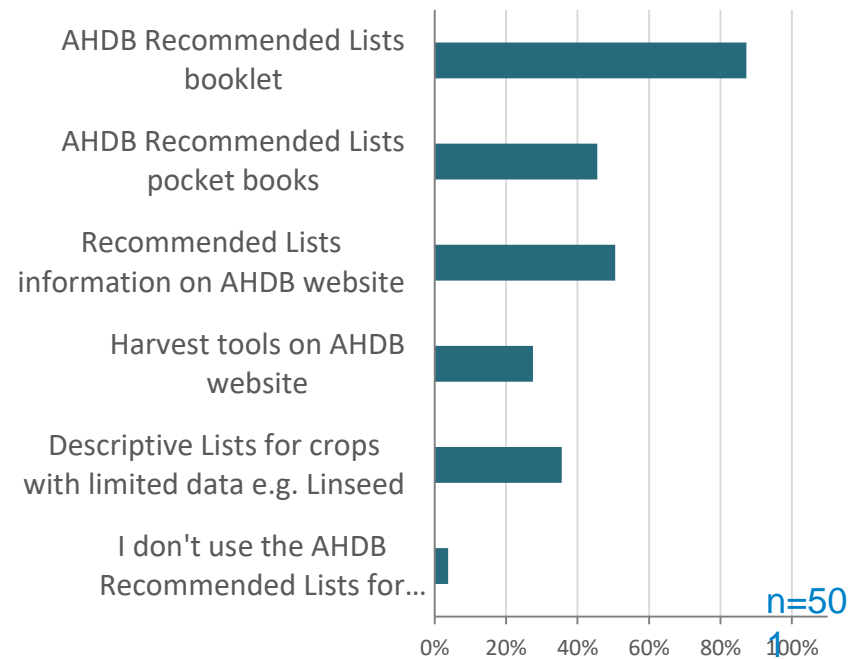 AHDB Recommended Lists
booklet
AHDB Recommended Lists
pocket books
Recommended Lists
information on AHDB website
Harvest tools on AHDB
website
Descriptive Lists for crops
with limited data e.g. Linseed
I don't use the AHDB
Recommended Lists for…
n=50
1
0% 20% 40% 60% 80% 100%